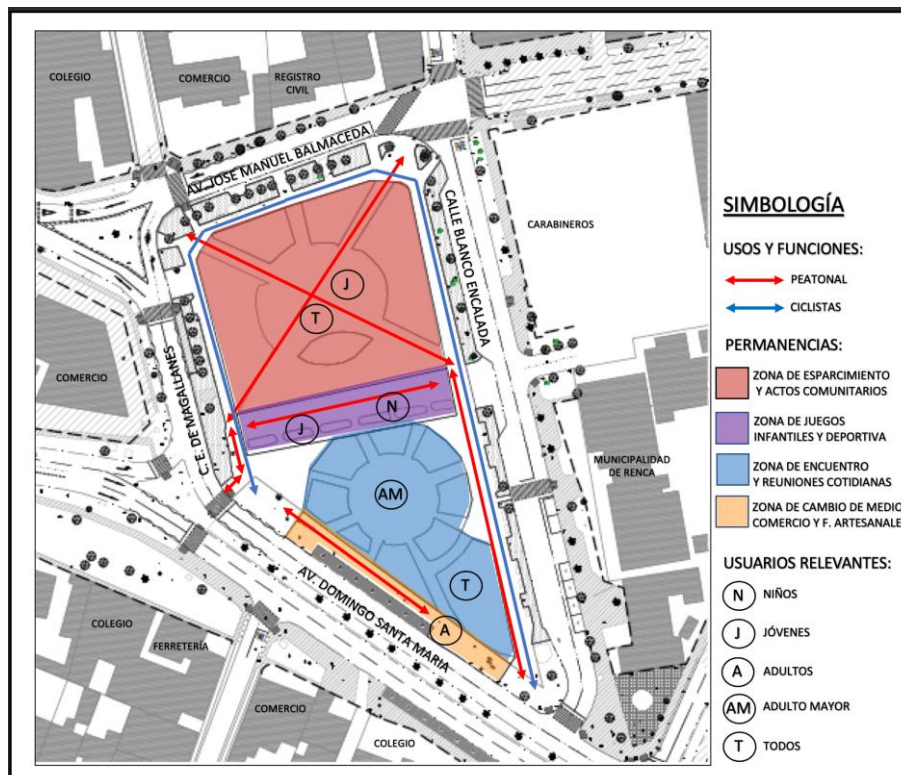 COLEGIO
COMERCIO
REGISTRO
CIVIL
AV. JOSE MANUEL BALMACEDA
CALLE BLANCO ENCALADA
CARABINEROS
COMERCIO
C. F. DE MAGALLANES
J
T
J
N
MUNICIPALIDAD
DE RENCA
AM
T
A
AV. DOMINGO SANTA MARIA
COLEGIO
FERRETERÍA
COMERCIO
COLEGIO
SIMBOLOGÍA
USOS Y FUNCIONES:
PEATONAL
CICLISTAS
PERMANENCIAS:
ZONA DE ESPARCIMIENTO
Y ACTOS COMUNITARIOS
ZONA DE JUEGOS
INFANTILES Y DEPORTIVA
ZONA DE ENCUENTRO
Y REUNIONES COTIDIANAS
ZONA DE CAMBIO DE MEDIO
COMERCIO Y F. ARTESANALE
USUARIOS RELEVANTES:
N NIÑOS
J JÓVENES
A ADULTOS
AM ADULTO MAYOR
T TODOS